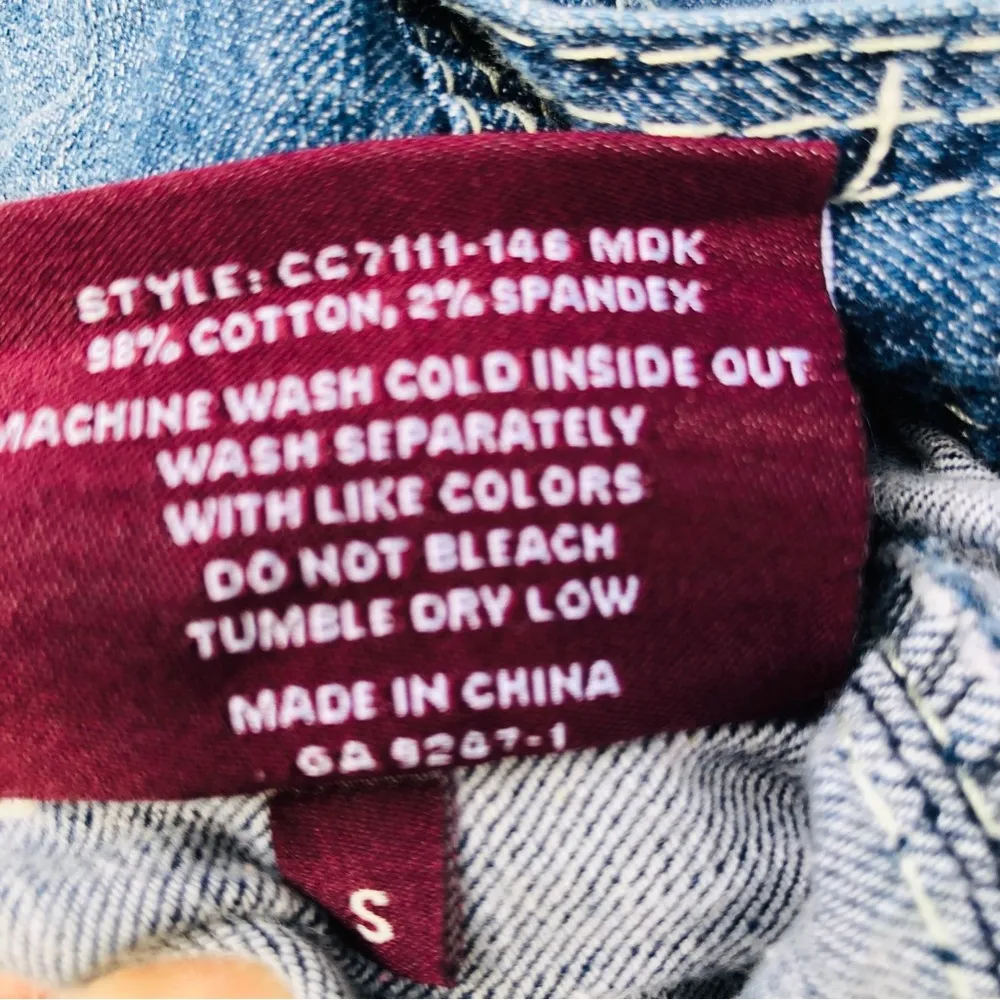 STYLE: CC7111-146 MDK
98% COTTON, 2% SPANDEX
MACHINE WASH COLD INSIDE OUT
WASH SEPARATELY
WITH LIKE COLORS
DO NOT BLEACH
TUMBLE DRY LOW
MADE IN CHINA
S